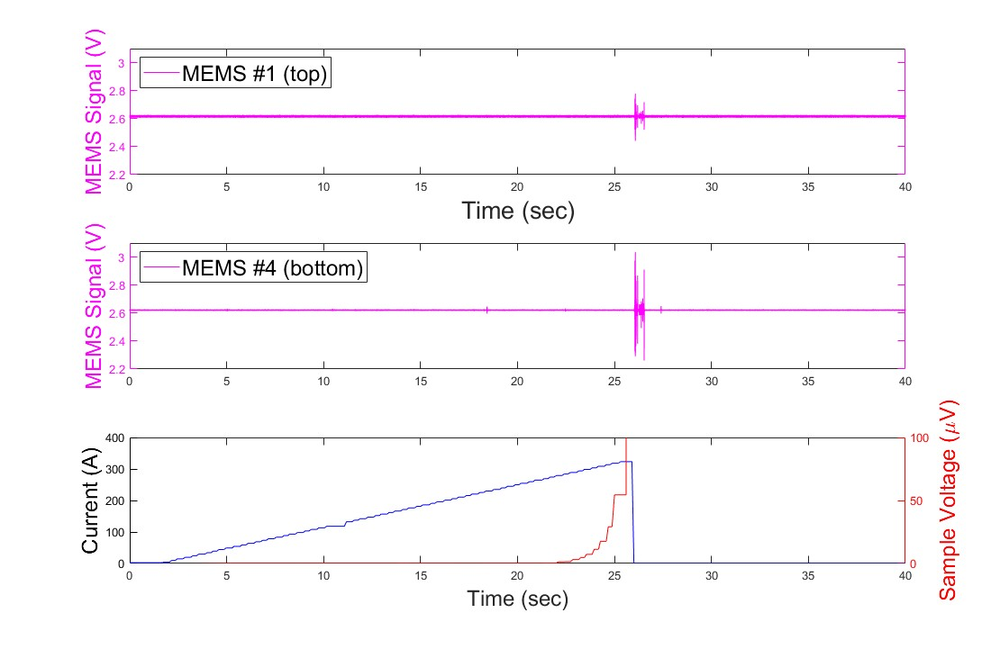 MEMS Signal (V)
3
2.8
2.6
2.4
2.2
MEMS #1 (top)
0 5 10 15 20 25 30 35 40
Time (sec)
MEMS Signal (V)
3
2.8
2.6
2.4
2.2
MEMS #4 (bottom)
0 5 10 15 20 25 30 35 40
Current (A)
400
300
200
100
0
100
50
0
Sample Voltage (μV)
0 5 10 15 20 25 30 35 40
Time (sec)